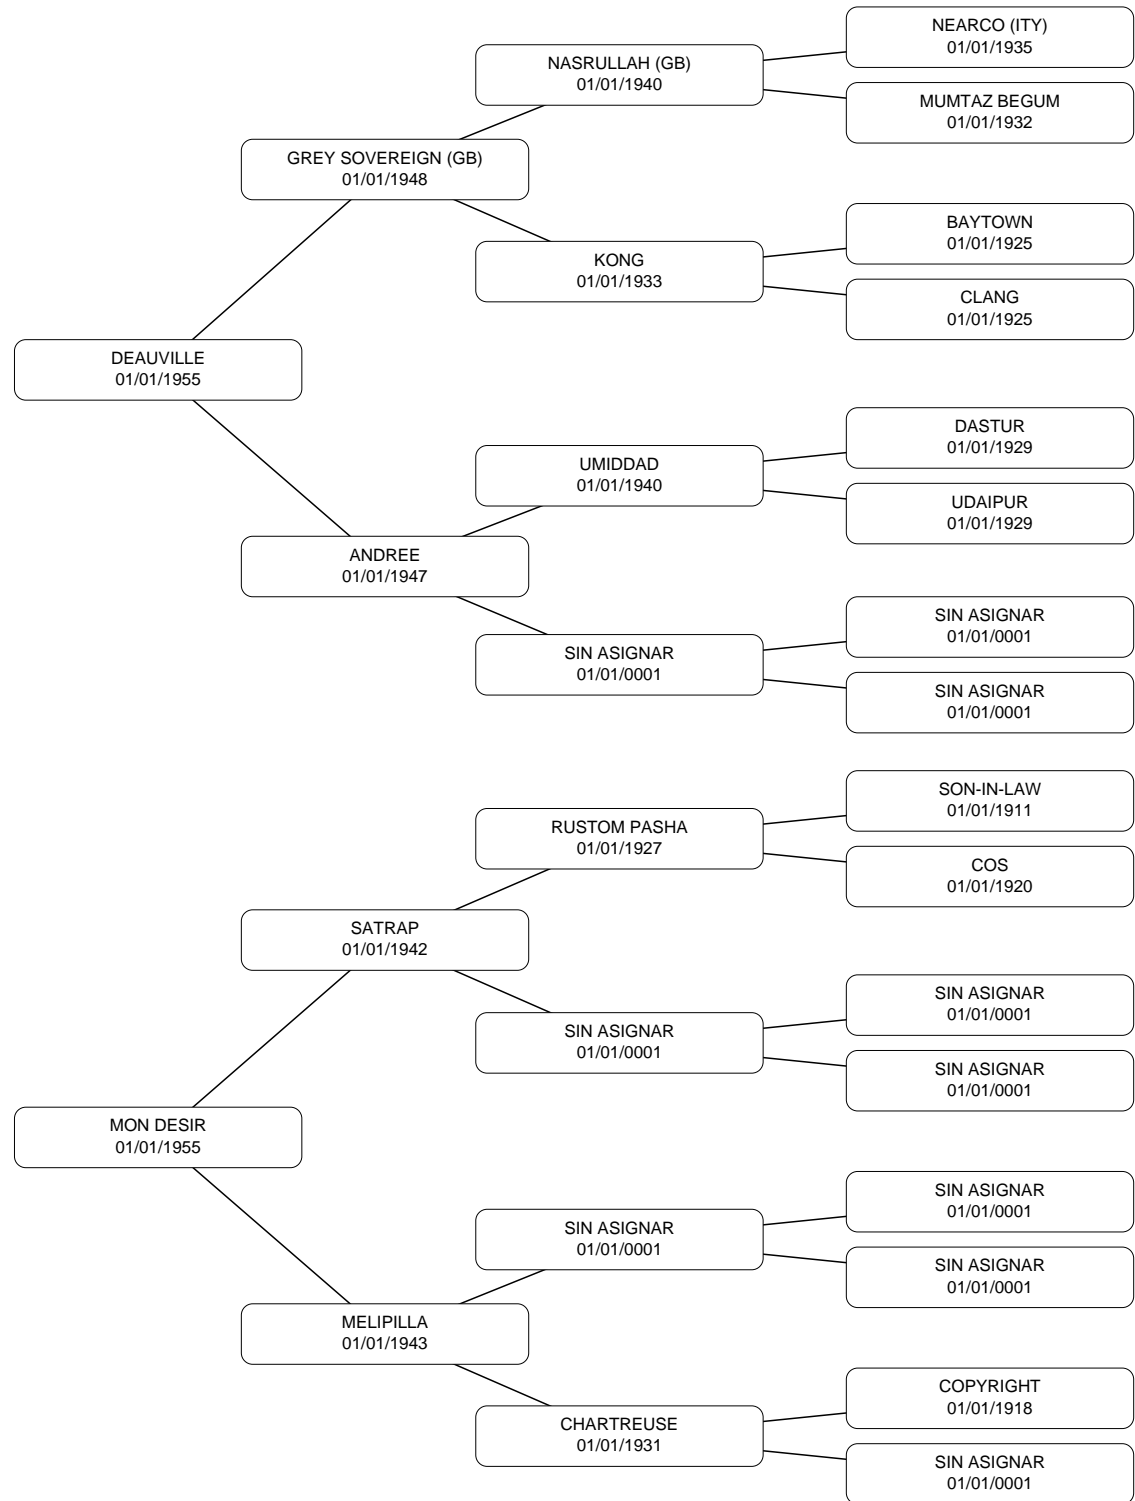 NEARCO (ITY)
01/01/1935
NASRULLAH (GB)
01/01/1940
MUMTAZ BEGUM
01/01/1932
GREY SOVEREIGN (GB)
01/01/1948
BAYTOWN
01/01/1925
KONG
01/01/1933
CLANG
01/01/1925
DEAUVILLE
01/01/1955
DASTUR
01/01/1929
UMIDDAD
01/01/1940
UDAIPUR
01/01/1929
ANDREE
01/01/1947
SIN ASIGNAR
01/01/0001
SIN ASIGNAR
01/01/0001
SIN ASIGNAR
01/01/0001
SON-IN-LAW
01/01/1911
RUSTOM PASHA
01/01/1927
COS
01/01/1920
SATRAP
01/01/1942
SIN ASIGNAR
01/01/0001
SIN ASIGNAR
01/01/0001
SIN ASIGNAR
01/01/0001
MON DESIR
01/01/1955
SIN ASIGNAR
01/01/0001
SIN ASIGNAR
01/01/0001
SIN ASIGNAR
01/01/0001
MELIPILLA
01/01/1943
COPYRIGHT
01/01/1918
CHARTREUSE
01/01/1931
SIN ASIGNAR
01/01/0001